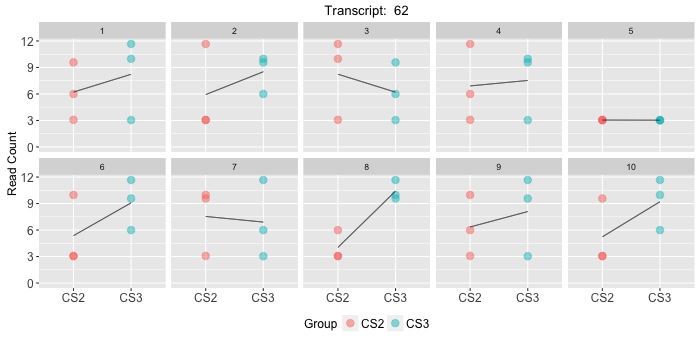 Transcript:  62
1 2 3 4 5
12
9
6
3
0
Read Count
6 7 8 9 10
12
9
6
3
0
CS2 CS3 CS2 CS3 CS2 CS3 CS2 CS3 CS2 CS3
Group CS2 CS3